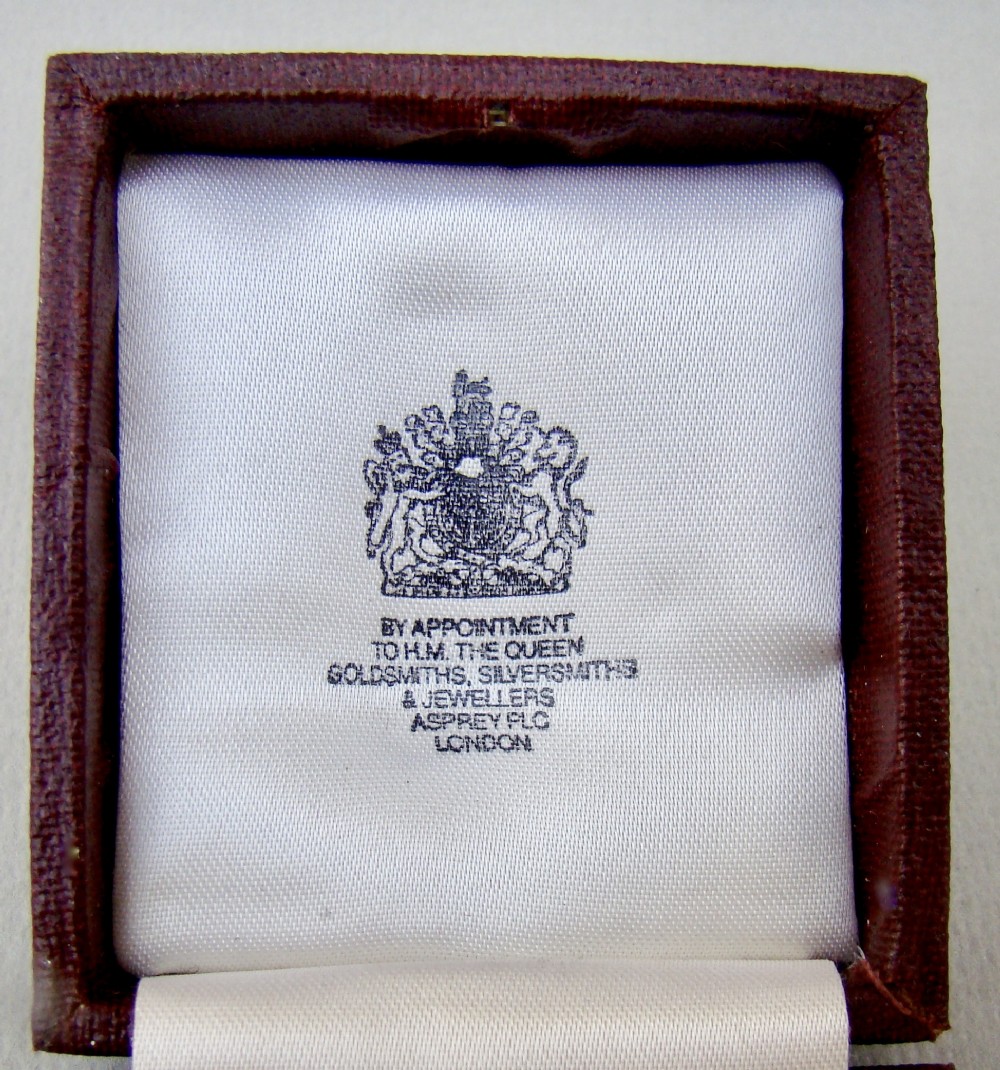 BY APPOINTMENT
TO H.M. THE QUEEN
GOLDSMITHS, SILVERSMITHS
& JEWELLERS
ASPREY PLC
LONDON